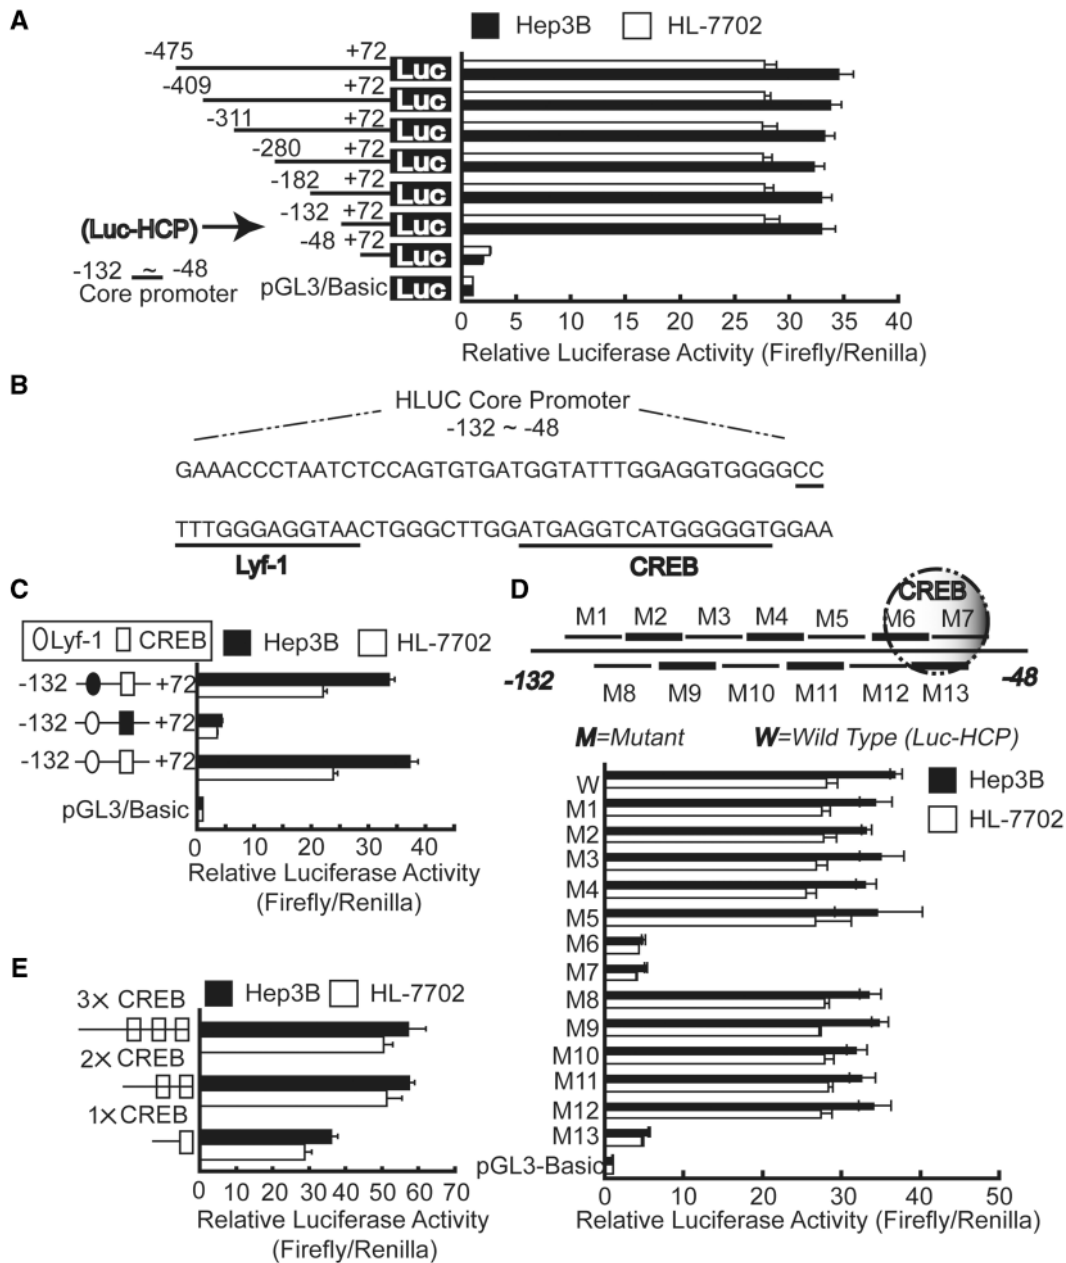 A
Hep3B HL-7702
-475 +72 Luc
-409 +72 Luc
-311 +72 Luc
-280 +72 Luc
-182 +72 Luc
-132 +72 Luc
(Luc-HCP)
-48 +72 Luc
-132 ~ -48
Core promoter
pGL3/Basic Luc
0 5 10 15 20 25 30 35 40
Relative Luciferase Activity (Firefly/Renilla)
B
HLUC Core Promoter
-132 ~ -48
GAAACCCTAATCTCCAGTGTGATGGTATTTGGAGGTGGGGCC
TTTGGGAGGTAACTGGGCTTGGATGAGGTCATGGGGGTGGAA
Lyf-1 CREB
C
Lyf-1 CREB
Hep3B HL-7702
-132 +72
-132 +72
-132 +72
pGL3/Basic
0 10 20 30 40
Relative Luciferase Activity
(Firefly/Renilla)
D
CREB
M1 M2 M3 M4 M5 M6 M7
-132 -48
M8 M9 M10 M11 M12 M13
M=Mutant W=Wild Type (Luc-HCP)
Hep3B
HL-7702
W
M1
M2
M3
M4
M5
M6
M7
M8
M9
M10
M11
M12
M13
pGL3-Basic
0 10 20 30 40 50
Relative Luciferase Activity (Firefly/Renilla)
E
Hep3B HL-7702
3× CREB
2× CREB
1×CREB
0 10 20 30 40 50 60 70
Relative Luciferase Activity
(Firefly/Renilla)